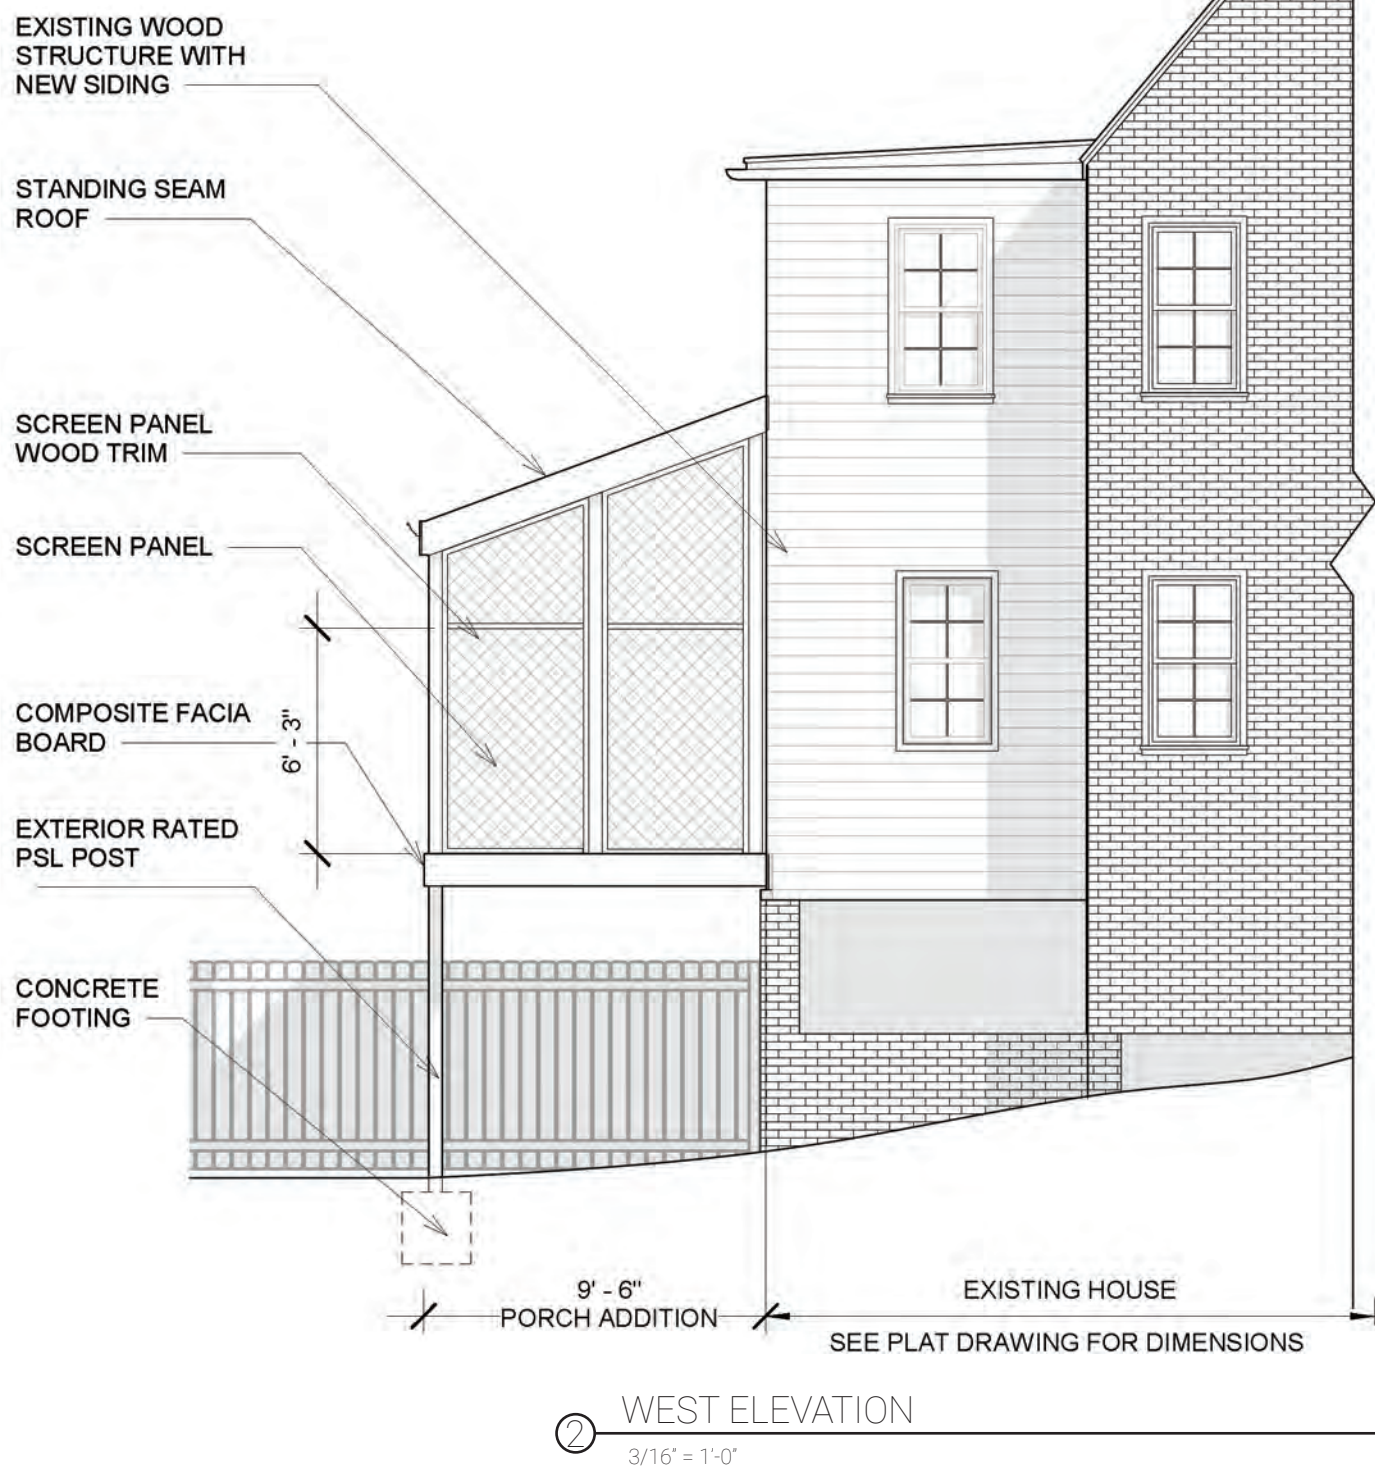 EXISTING WOOD
STRUCTURE WITH
NEW SIDING
STANDING SEAM
ROOF
SCREEN PANEL
WOOD TRIM
SCREEN PANEL
COMPOSITE FACIA
BOARD
6' - 3"
EXTERIOR RATED
PSL POST
CONCRETE
FOOTING
9' - 6"
PORCH ADDITION
EXISTING HOUSE
SEE PLAT DRAWING FOR DIMENSIONS
2
WEST ELEVATION
3/16" = 1'-0"